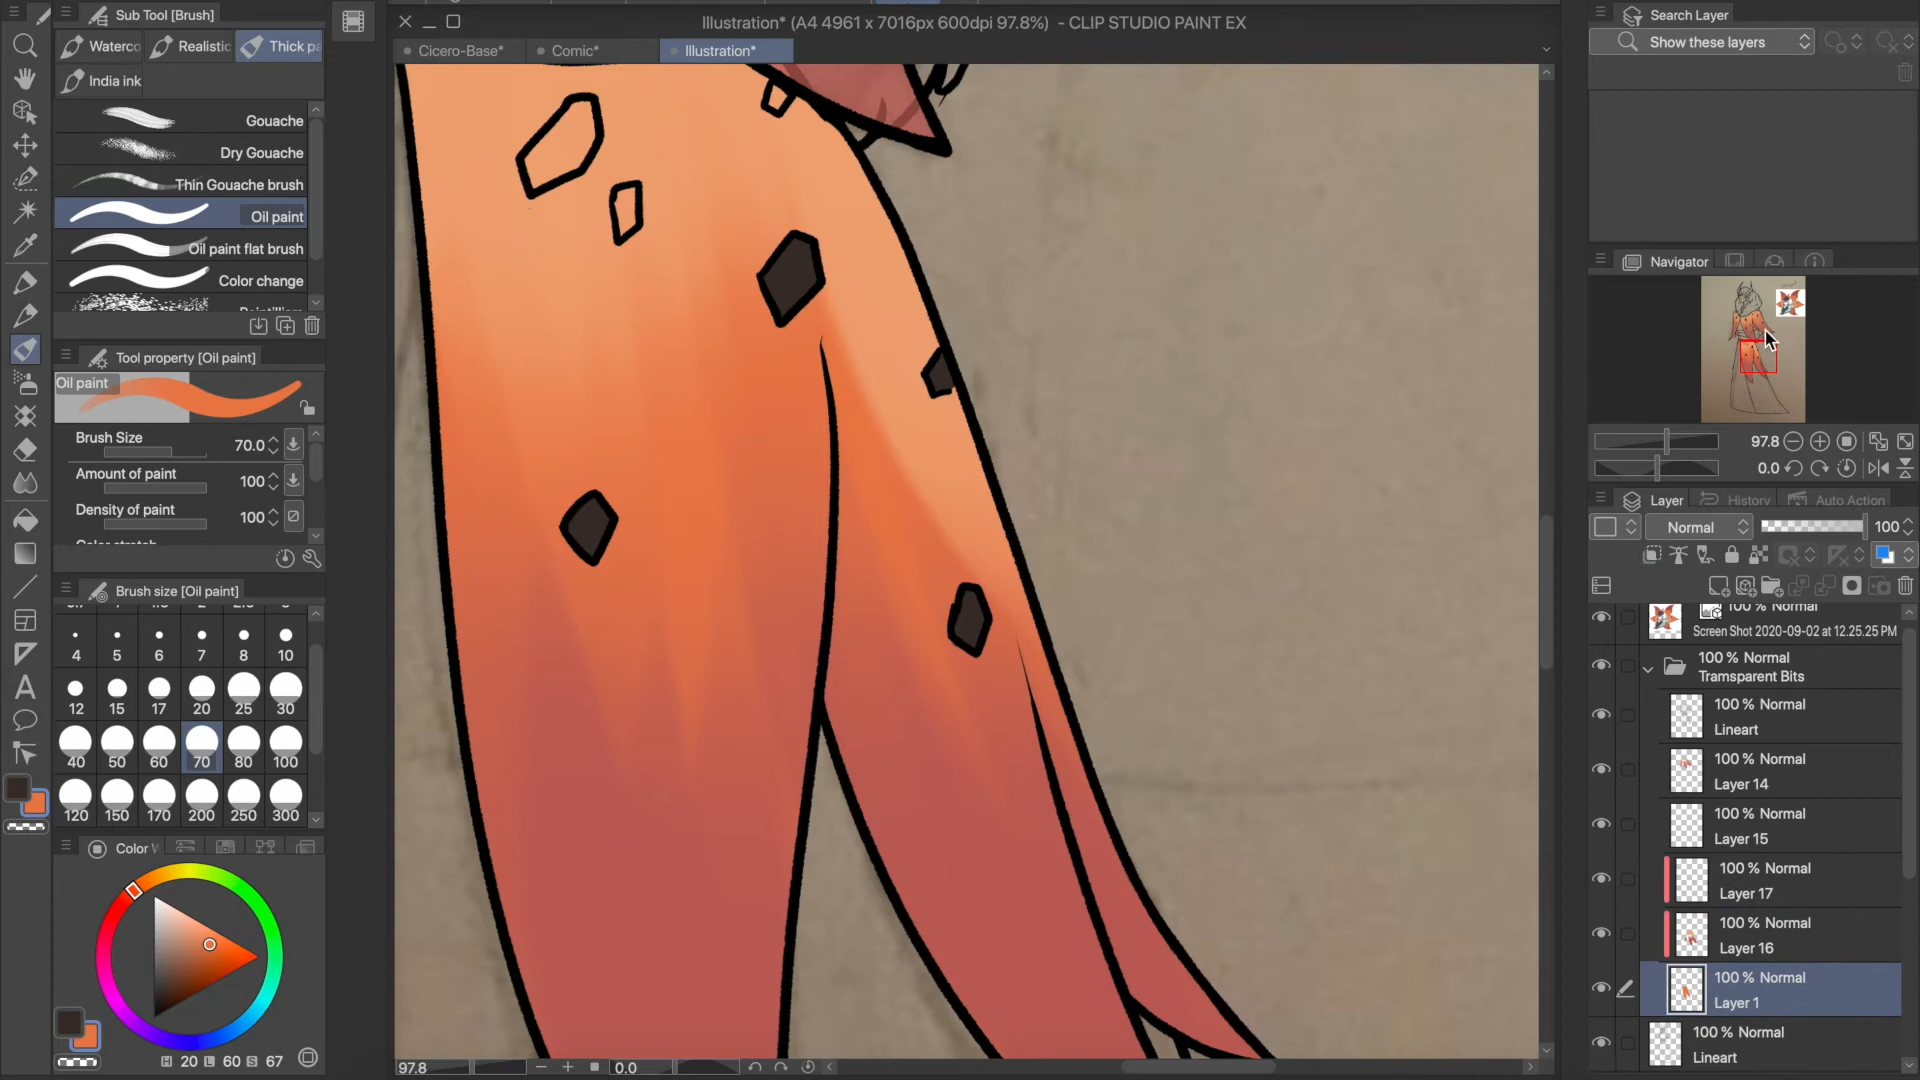 Sub Tool [Brush]
Waterco
Realistic
Thick pa
India ink
Gouache
Dry Gouache
Thin Gouache brush
Oil paint
Oil paint flat brush
Color change
Tool property [Oil paint]
Oil paint
Brush Size
70.0
Amount of paint
100
Density of paint
100
Brush size [Oil paint]
4 5 6 7 8 10
12 15 17 20 25 30
40 50 60 70 80 100
120 150 170 200 250 300
Color W
H 20 L 60 S 67
Illustration* (A4 4961 x 7016px 600dpi 97.8%) - CLIP STUDIO PAINT EX
Cicero-Base*
Comic*
Illustration*
97.8
0.0
Search Layer
Show these layers
Navigator
97.8
0.0
Layer
History
Auto Action
Normal
100
100 % Normal
Screen Shot 2020-09-02 at 12.25.25 PM
100 % Normal
Transparent Bits
100 % Normal
Lineart
100 % Normal
Layer 14
100 % Normal
Layer 15
100 % Normal
Layer 17
100 % Normal
Layer 16
100 % Normal
Layer 1
100 % Normal
Lineart